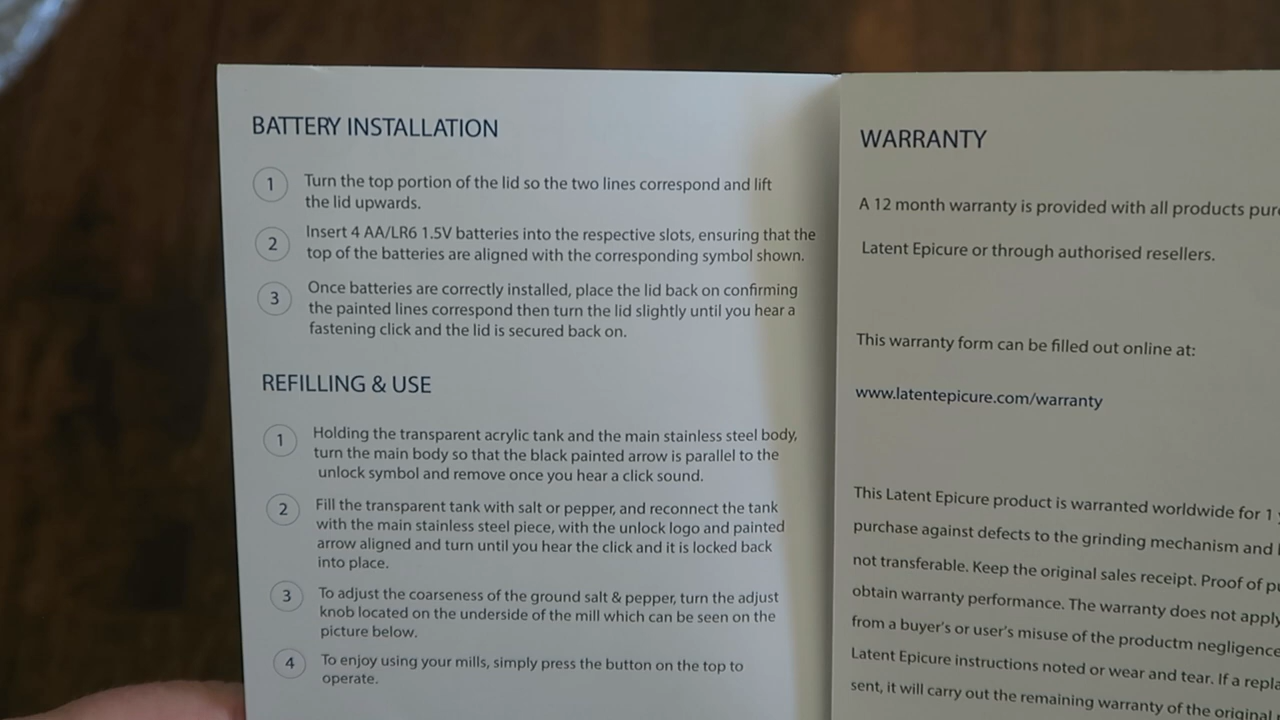 BATTERY INSTALLATION
1 Turn the top portion of the lid so the two lines correspond and lift
the lid upwards.
2 Insert 4 AA/LR6 1.5V batteries into the respective slots, ensuring that the
top of the batteries are aligned with the corresponding symbol shown.
3 Once batteries are correctly installed, place the lid back on confirming
the painted lines correspond then turn the lid slightly until you hear a
fastening click and the lid is secured back on.
REFILLING & USE
1 Holding the transparent acrylic tank and the main stainless steel body,
turn the main body so that the black painted arrow is parallel to the
unlock symbol and remove once you hear a click sound.
2 Fill the transparent tank with salt or pepper, and reconnect the tank
with the main stainless steel piece, with the unlock logo and painted
arrow aligned and turn until you hear the click and it is locked back
into place.
3 To adjust the coarseness of the ground salt & pepper, turn the adjust
knob located on the underside of the mill which can be seen on the
picture below.
4 To enjoy using your mills, simply press the button on the top to
operate.
WARRANTY
A 12 month warranty is provided with all products
Latent Epicure or through authorised resellers.
This warranty form can be filled out online at:
www.latentepicure.com/warranty
This Latent Epicure product is warranted worldwide for 1
purchase against defects to the grinding mechanism and
not transferable. Keep the original sales receipt. Proof of
obtain warranty performance. The warranty does not apply
from a buyer's or user's misuse of the productm negligence
Latent Epicure instructions noted or wear and tear. If a
sent, it will carry out the remaining warranty of the original